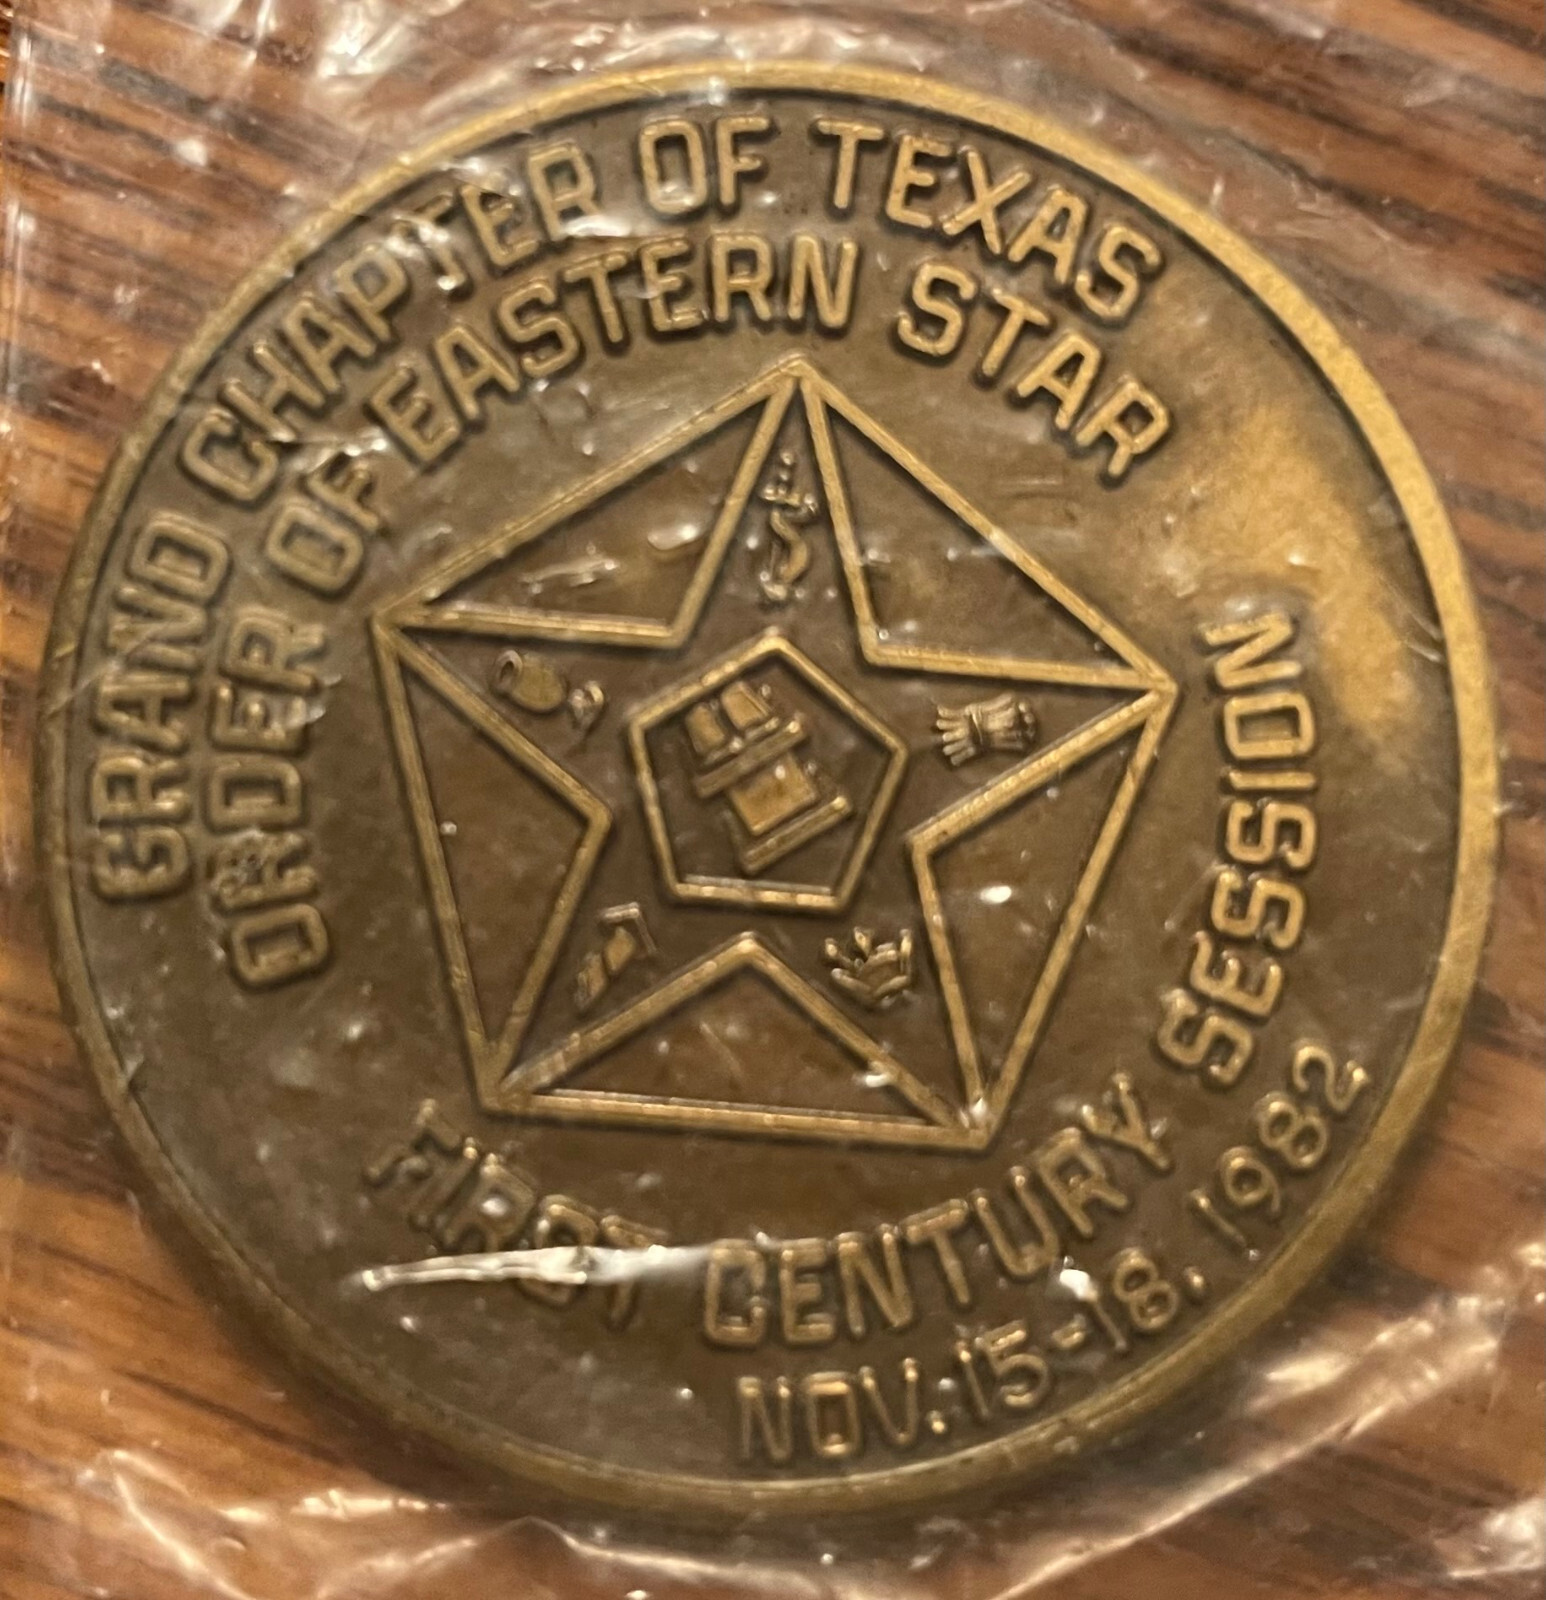 GRAND CHAPTER OF TEXAS
ORDER OF EASTERN STAR
FIRST CENTURY SESSION
NOV. 15-18, 1982